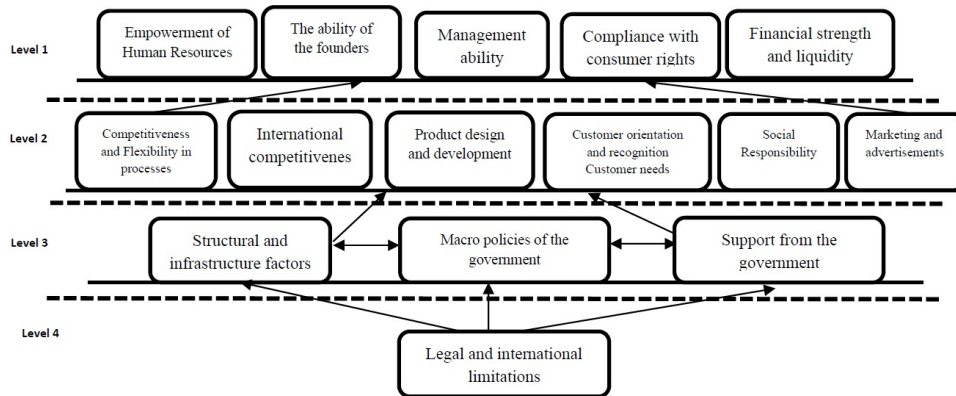 Level 1
Empowerment of
Human Resources
The ability of
the founders
Management
ability
Compliance with
consumer rights
Financial strength
and liquidity
Level 2
Competitiveness
and Flexibility in
processes
International
competitivenes
Product design
and development
Customer orientation
and recognition
Customer needs
Social
Responsibility
Marketing and
advertisements
Level 3
Structural and
infrastructure factors
Macro policies of the
government
Support from the
government
Level 4
Legal and international
limitations